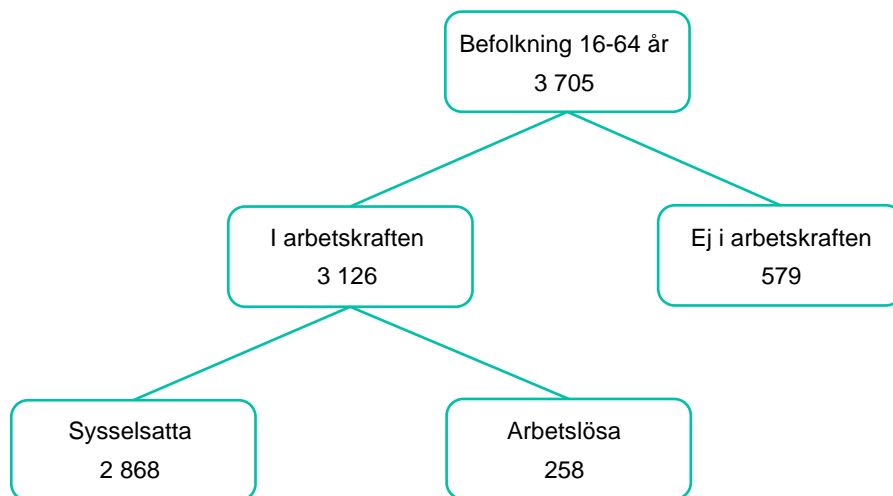 Befolkning 16-64 år
3 705
I arbetskraften
3 126
Ej i arbetskraften
579
Sysselsatta
2 868
Arbetslösa
258